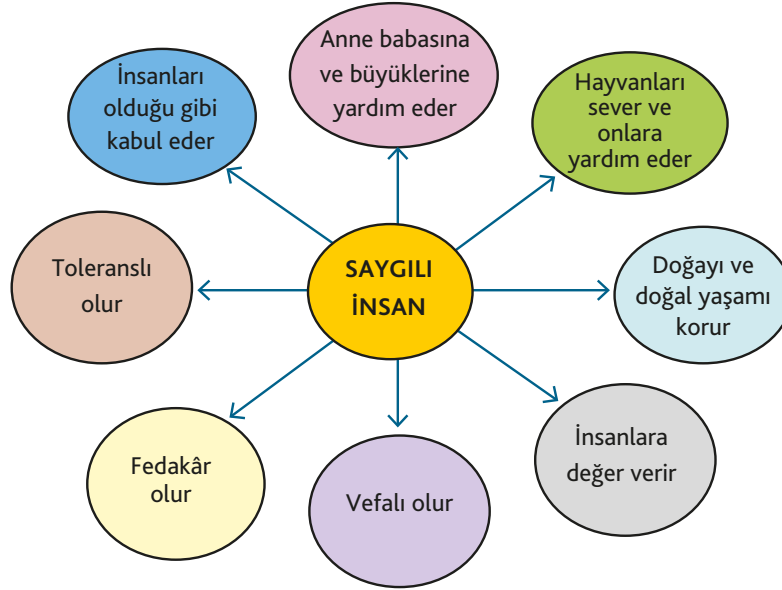 Anne babasına
ve büyüklerine
yardım eder
İnsanları
olduğu gibi
kabul eder
Hayvanları
sever ve
onlara
yardım eder
Toleranslı
olur
SAYGILI
İNSAN
Doğayı ve
doğal yaşamı
korur
Fedakâr
olur
Vefalı olur
İnsanlara
değer verir